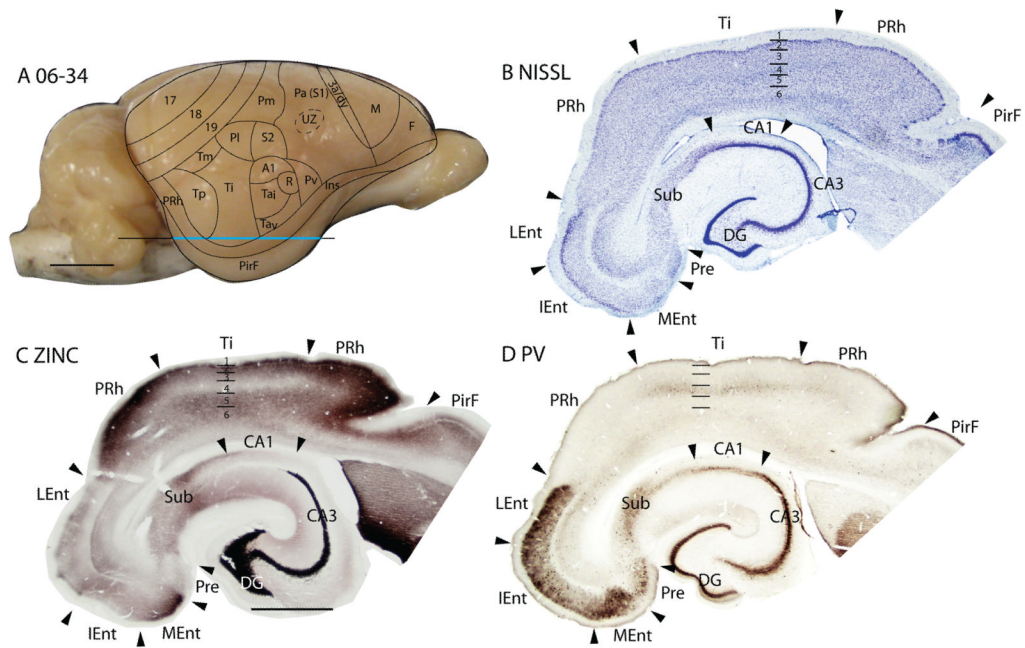 A 06-34
17
18
19
Pm
Pa (S1)
3a/dy
M
F
UZ
Pl
S2
Tm
A1
R
Pv
Ins
PRh
Tp
Ti
Tai
Tav
PirF
B NISSL
Ti
PRh
1
2
3
4
5
6
PRh
PirF
CA1
CA3
Sub
LEnt
DG
Pre
IEnt
MEnt
C ZINC
Ti
PRh
1
2
3
4
5
6
PRh
PirF
CA1
LEnt
Sub
CA3
DG
Pre
IEnt
MEnt
D PV
Ti
PRh
PRh
PirF
CA1
LEnt
Sub
CA3
DG
Pre
IEnt
MEnt